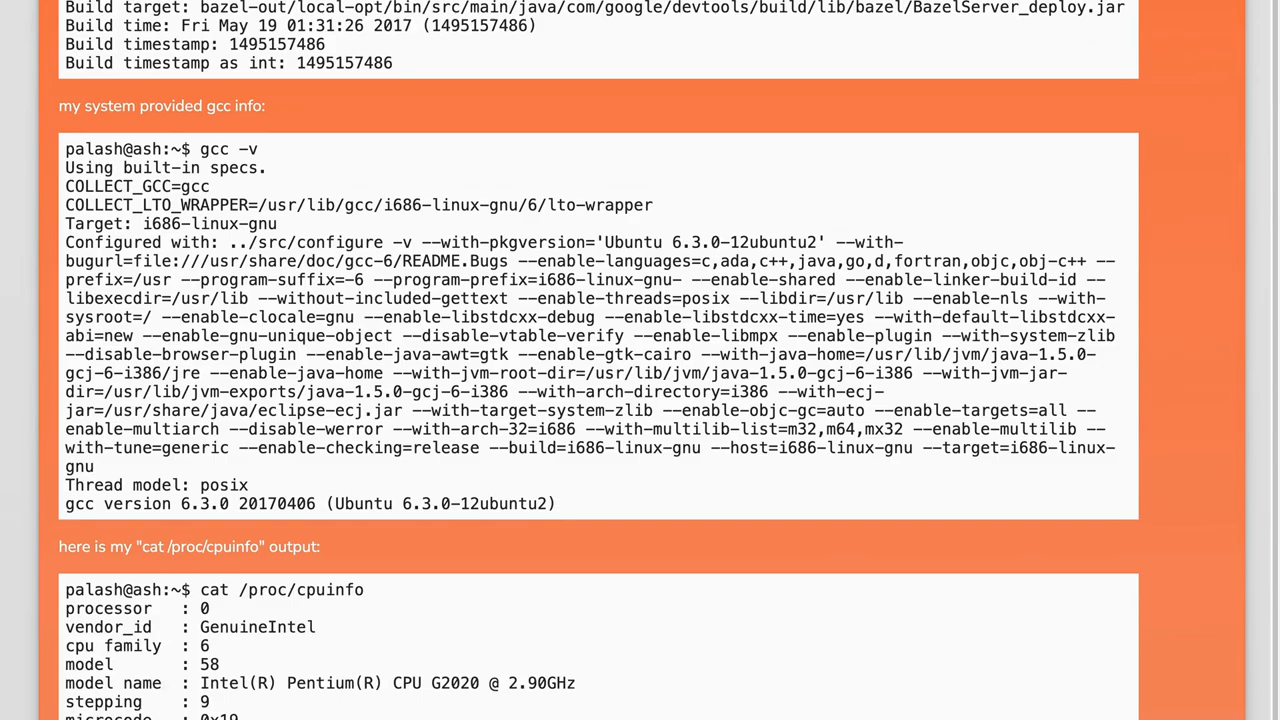 Build target: bazel-out/local-opt/bin/src/main/java/com/google/devtools/build/lib/bazel/BazelServer_deploy.jar
Build time: Fri May 19 01:31:26 2017 (1495157486)
Build timestamp: 1495157486
Build timestamp as int: 1495157486
my system provided gcc info:
palash@ash:~$ gcc -v
Using built-in specs.
COLLECT_GCC=gcc
COLLECT_LTO_WRAPPER=/usr/lib/gcc/i686-linux-gnu/6/lto-wrapper
Target: i686-linux-gnu
Configured with: ../src/configure -v --with-pkgversion='Ubuntu 6.3.0-12ubuntu2' --with-
bugurl=file:///usr/share/doc/gcc-6/README.Bugs --enable-languages=c,ada,c++,java,go,d,fortran,objc,obj-c++ --
prefix=/usr --program-suffix=-6 --program-prefix=i686-linux-gnu- --enable-shared --enable-linker-build-id --
libexecdir=/usr/lib --without-included-gettext --enable-threads=posix --libdir=/usr/lib --enable-nls --with-
sysroot=/ --enable-clocale=gnu --enable-libstdcxx-debug --enable-libstdcxx-time=yes --with-default-libstdcxx-
abi=new --enable-gnu-unique-object --disable-vtable-verify --enable-libmpx --enable-plugin --with-system-zlib
--disable-browser-plugin --enable-java-awt=gtk --enable-gtk-cairo --with-java-home=/usr/lib/jvm/java-1.5.0-
gcj-6-i386/jre --enable-java-home --with-jvm-root-dir=/usr/lib/jvm/java-1.5.0-gcj-6-i386 --with-jvm-jar-
dir=/usr/lib/jvm-exports/java-1.5.0-gcj-6-i386 --with-arch-directory=i386 --with-ecj-
jar=/usr/share/java/eclipse-ecj.jar --with-target-system-zlib --enable-objc-gc=auto --enable-targets=all --
enable-multiarch --disable-werror --with-arch-32=i686 --with-multilib-list=m32,m64,mx32 --enable-multilib --
with-tune=generic --enable-checking=release --build=i686-linux-gnu --host=i686-linux-gnu --target=i686-linux-
gnu
Thread model: posix
gcc version 6.3.0 20170406 (Ubuntu 6.3.0-12ubuntu2)
here is my "cat /proc/cpuinfo" output:
palash@ash:~$ cat /proc/cpuinfo
processor : 0
vendor_id : GenuineIntel
cpu family : 6
model : 58
model name : Intel(R) Pentium(R) CPU G2020 @ 2.90GHz
stepping : 9
microcode : 0x19